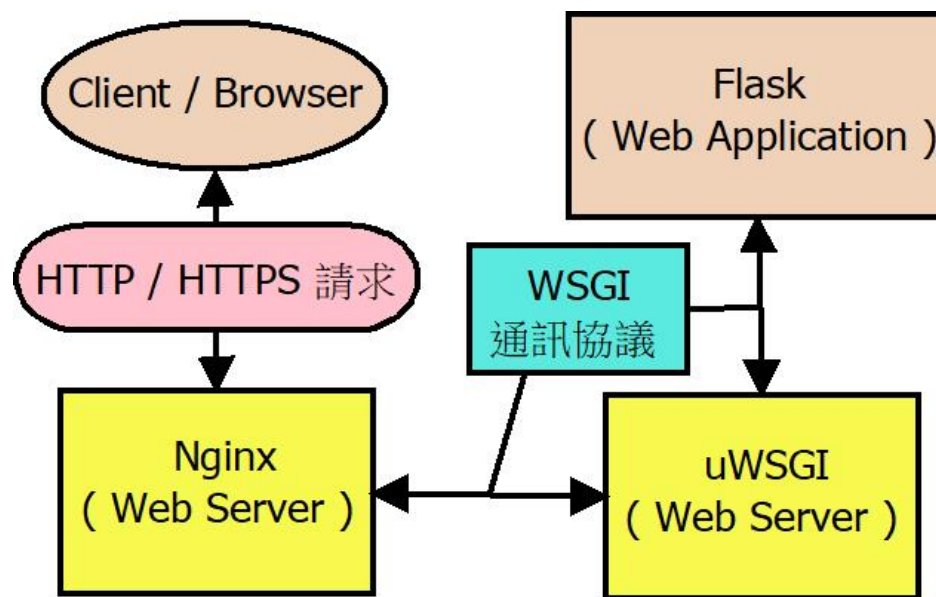 Client / Browser
HTTP / HTTPS 請求
Nginx
( Web Server )
Flask
( Web Application )
WSGI
通訊協議
uWSGI
( Web Server )